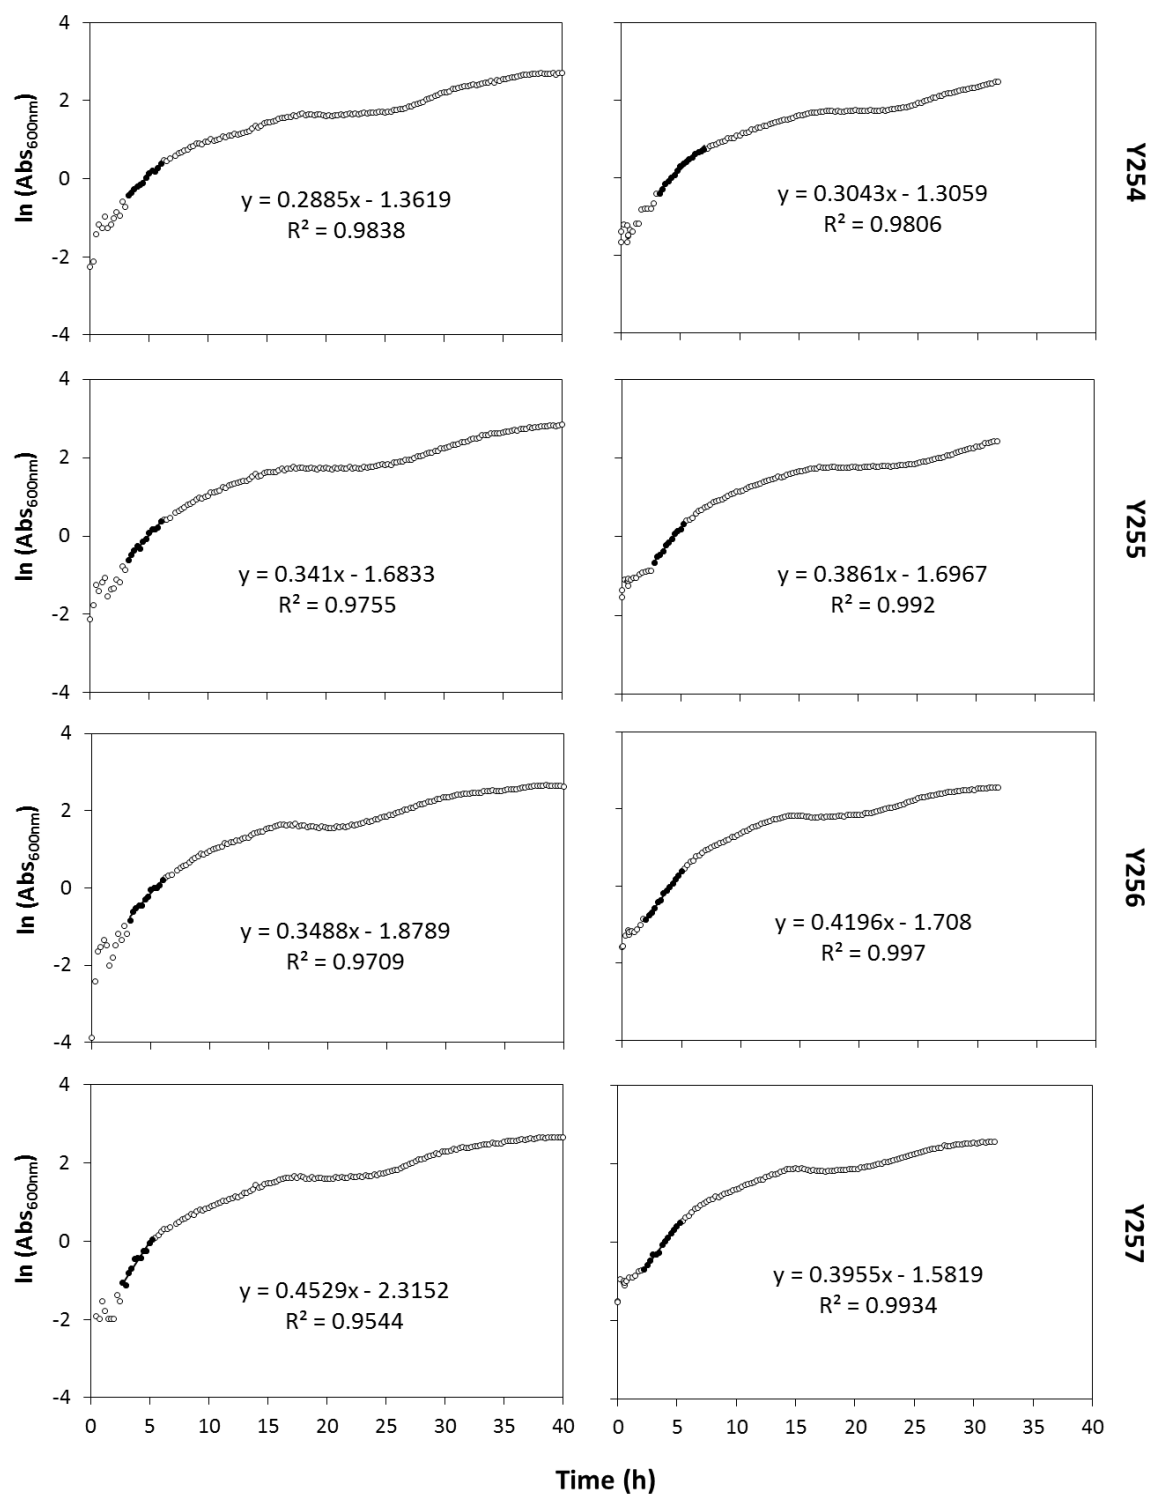 4
2
0
-2
-4
ln (Abs600nm)
y = 0.2885x - 1.3619
R² = 0.9838
y = 0.3043x - 1.3059
R² = 0.9806
Y254
4
2
0
-2
-4
ln (Abs600nm)
y = 0.341x - 1.6833
R² = 0.9755
y = 0.3861x - 1.6967
R² = 0.992
Y255
4
2
0
-2
-4
ln (Abs600nm)
y = 0.3488x - 1.8789
R² = 0.9709
y = 0.4196x - 1.708
R² = 0.997
Y256
4
2
0
-2
-4
ln (Abs600nm)
y = 0.4529x - 2.3152
R² = 0.9544
y = 0.3955x - 1.5819
R² = 0.9934
Y257
0 5 10 15 20 25 30 35 40
0 5 10 15 20 25 30 35 40
Time (h)